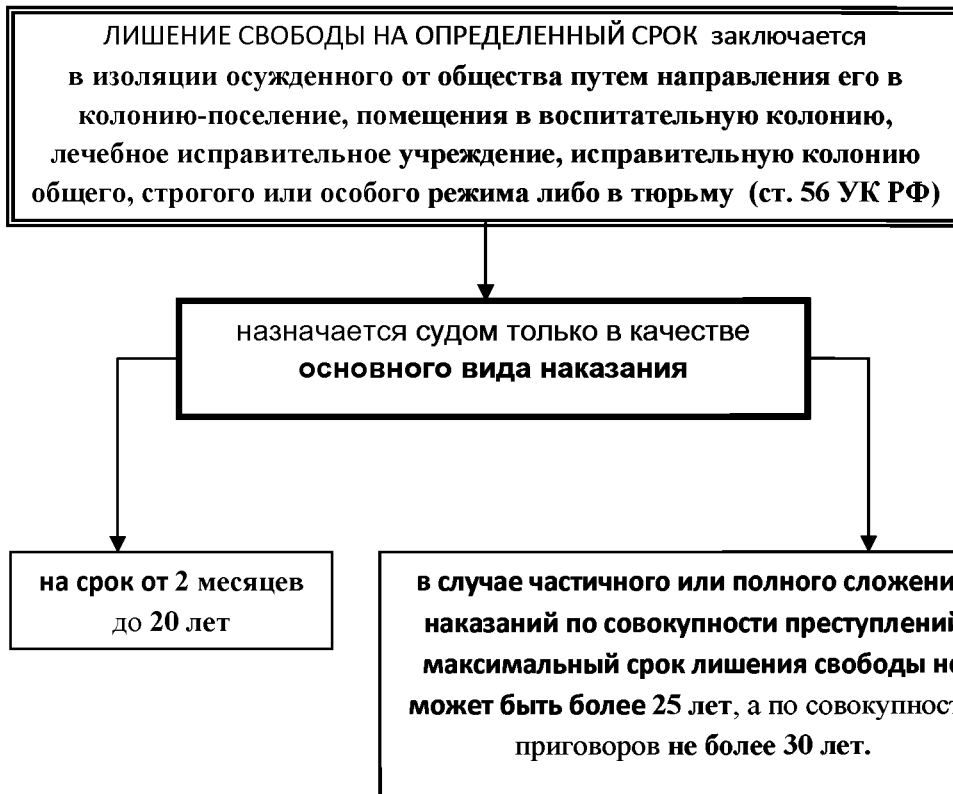 ЛИШЕНИЕ СВОБОДЫ НА ОПРЕДЕЛЕННЫЙ СРОК заключается
в изоляции осужденного от общества путем направления его в
колонию-поселение, помещения в воспитательную колонию,
лечебное исправительное учреждение, исправительную колонию
общего, строгого или особого режима либо в тюрьму (ст. 56 УК РФ)
назначается судом только в качестве
основного вида наказания
на срок от 2 месяцев
до 20 лет
в случае частичного или полного сложени
наказаний по совокупности преступлений
максимальный срок лишения свободы не
может быть более 25 лет, а по совокупност
приговоров не более 30 лет.